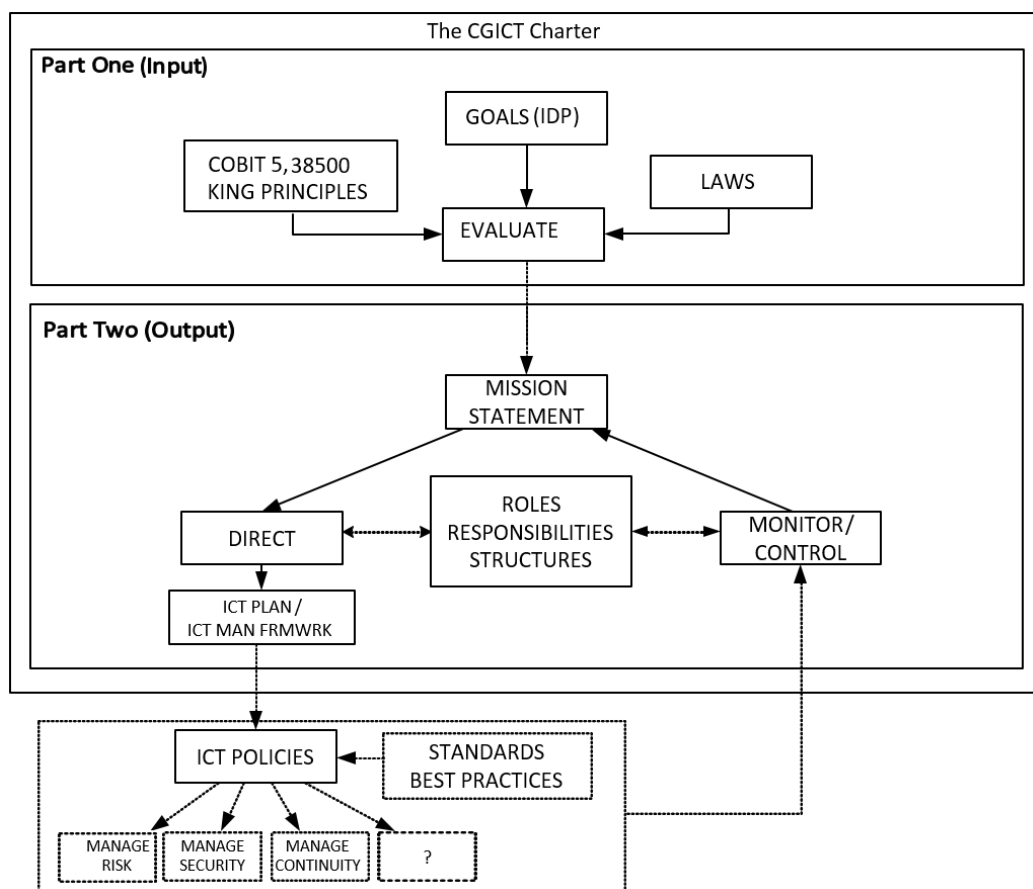 The CGICT Charter
Part One (Input)
GOALS (IDP)
COBIT 5, 38500
KING PRINCIPLES
LAWS
EVALUATE
Part Two (Output)
MISSION
STATEMENT
DIRECT
ROLES
RESPONSIBILITIES
STRUCTURES
MONITOR/
CONTROL
ICT PLAN /
ICT MAN FRMWRK
ICT POLICIES
STANDARDS
BEST PRACTICES
MANAGE
RISK
MANAGE
SECURITY
MANAGE
CONTINUITY
?